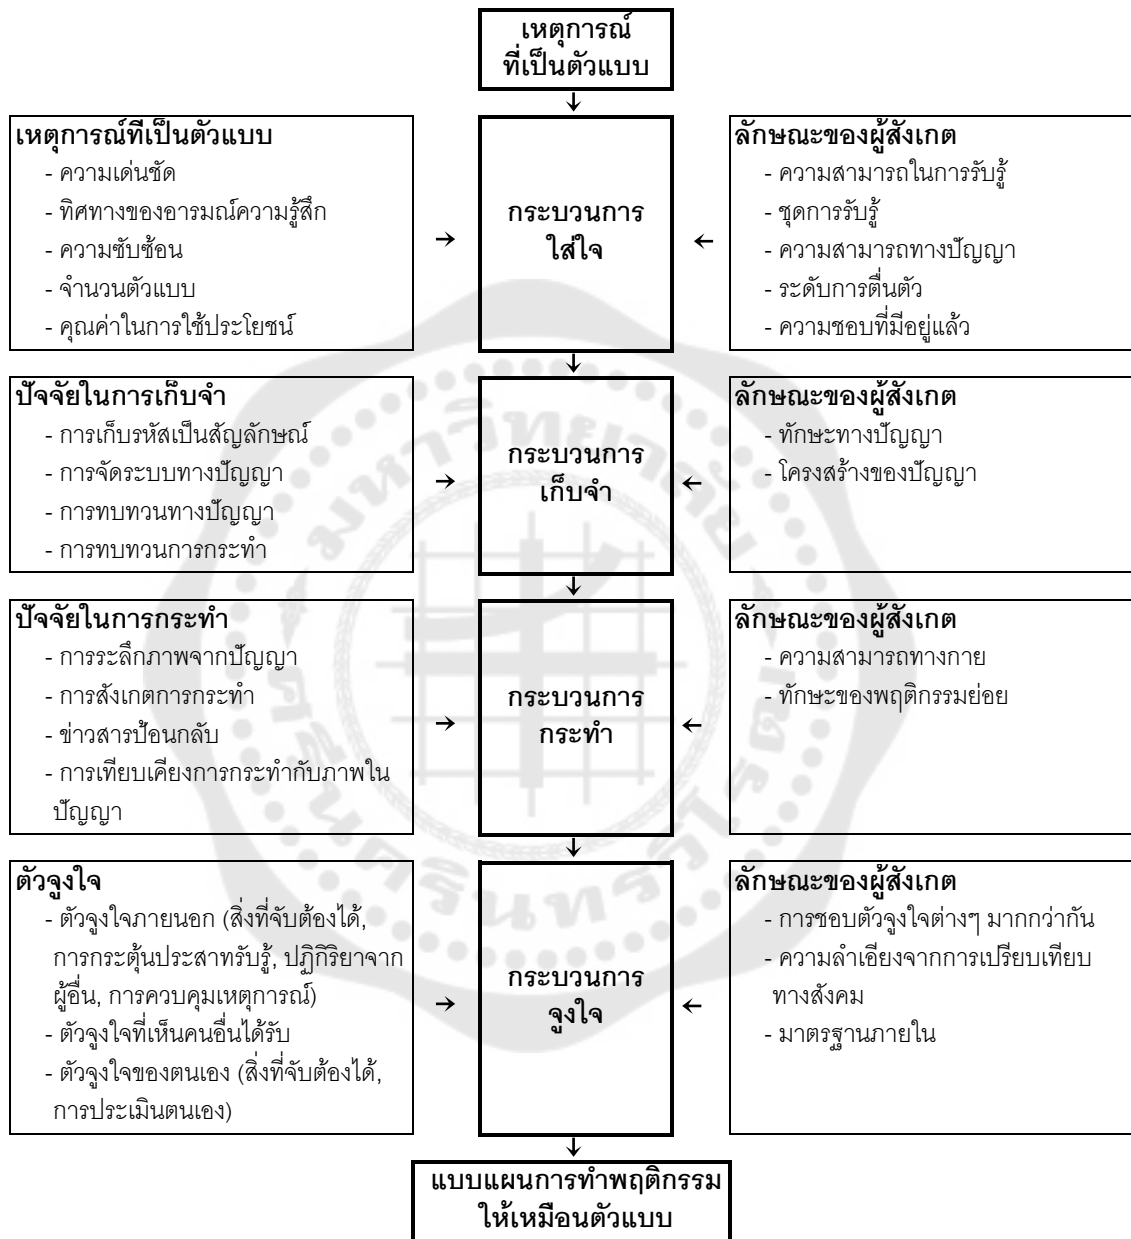 เหตุการณ์
ที่เป็นตัวแบบ
↓
เหตุการณ์ที่เป็นตัวแบบ
- ความเด่นชัด
- ทิศทางของอารมณ์ความรู้สึก
- ความซับซ้อน
- จำนวนตัวแบบ
- คุณค่าในการใช้ประโยชน์
→
กระบวนการ
ใส่ใจ
←
ลักษณะของผู้สังเกต
- ความสามารถในการรับรู้
- ชุดการรับรู้
- ความสามารถทางปัญญา
- ระดับการตื่นตัว
- ความชอบที่มีอยู่แล้ว
↓
ปัจจัยในการเก็บจำ
- การเก็บรหัสเป็นสัญลักษณ์
- การจัดระบบทางปัญญา
- การทบทวนทางปัญญา
- การทบทวนการกระทำ
→
กระบวนการ
เก็บจำ
←
ลักษณะของผู้สังเกต
- ทักษะทางปัญญา
- โครงสร้างของปัญญา
↓
ปัจจัยในการกระทำ
- การระลึกภาพจากปัญญา
- การสังเกตการกระทำ
- ข่าวสารป้อนกลับ
- การเทียบเคียงการกระทำกับภาพใน
ปัญญา
→
กระบวนการ
กระทำ
←
ลักษณะของผู้สังเกต
- ความสามารถทางกาย
- ทักษะของพฤติกรรมย่อย
↓
ตัวจูงใจ
- ตัวจูงใจภายนอก (สิ่งที่จับต้องได้,
การกระตุ้นประสาทรับรู้, ปฏิกิริยาจาก
ผู้อื่น, การควบคุมเหตุการณ์)
- ตัวจูงใจที่เห็นคนอื่นได้รับ
- ตัวจูงใจของตนเอง (สิ่งที่จับต้องได้,
การประเมินตนเอง)
→
กระบวนการ
จูงใจ
←
ลักษณะของผู้สังเกต
- การชอบตัวจูงใจต่างๆ มากกว่ากัน
- ความลำเอียงจากการเปรียบเทียบ
ทางสังคม
- มาตรฐานภายใน
↓
แบบแผนการทำพฤติกรรม
ให้เหมือนตัวแบบ
มหาวิทยาลัย
ศรีนครินทรวิโรฒ